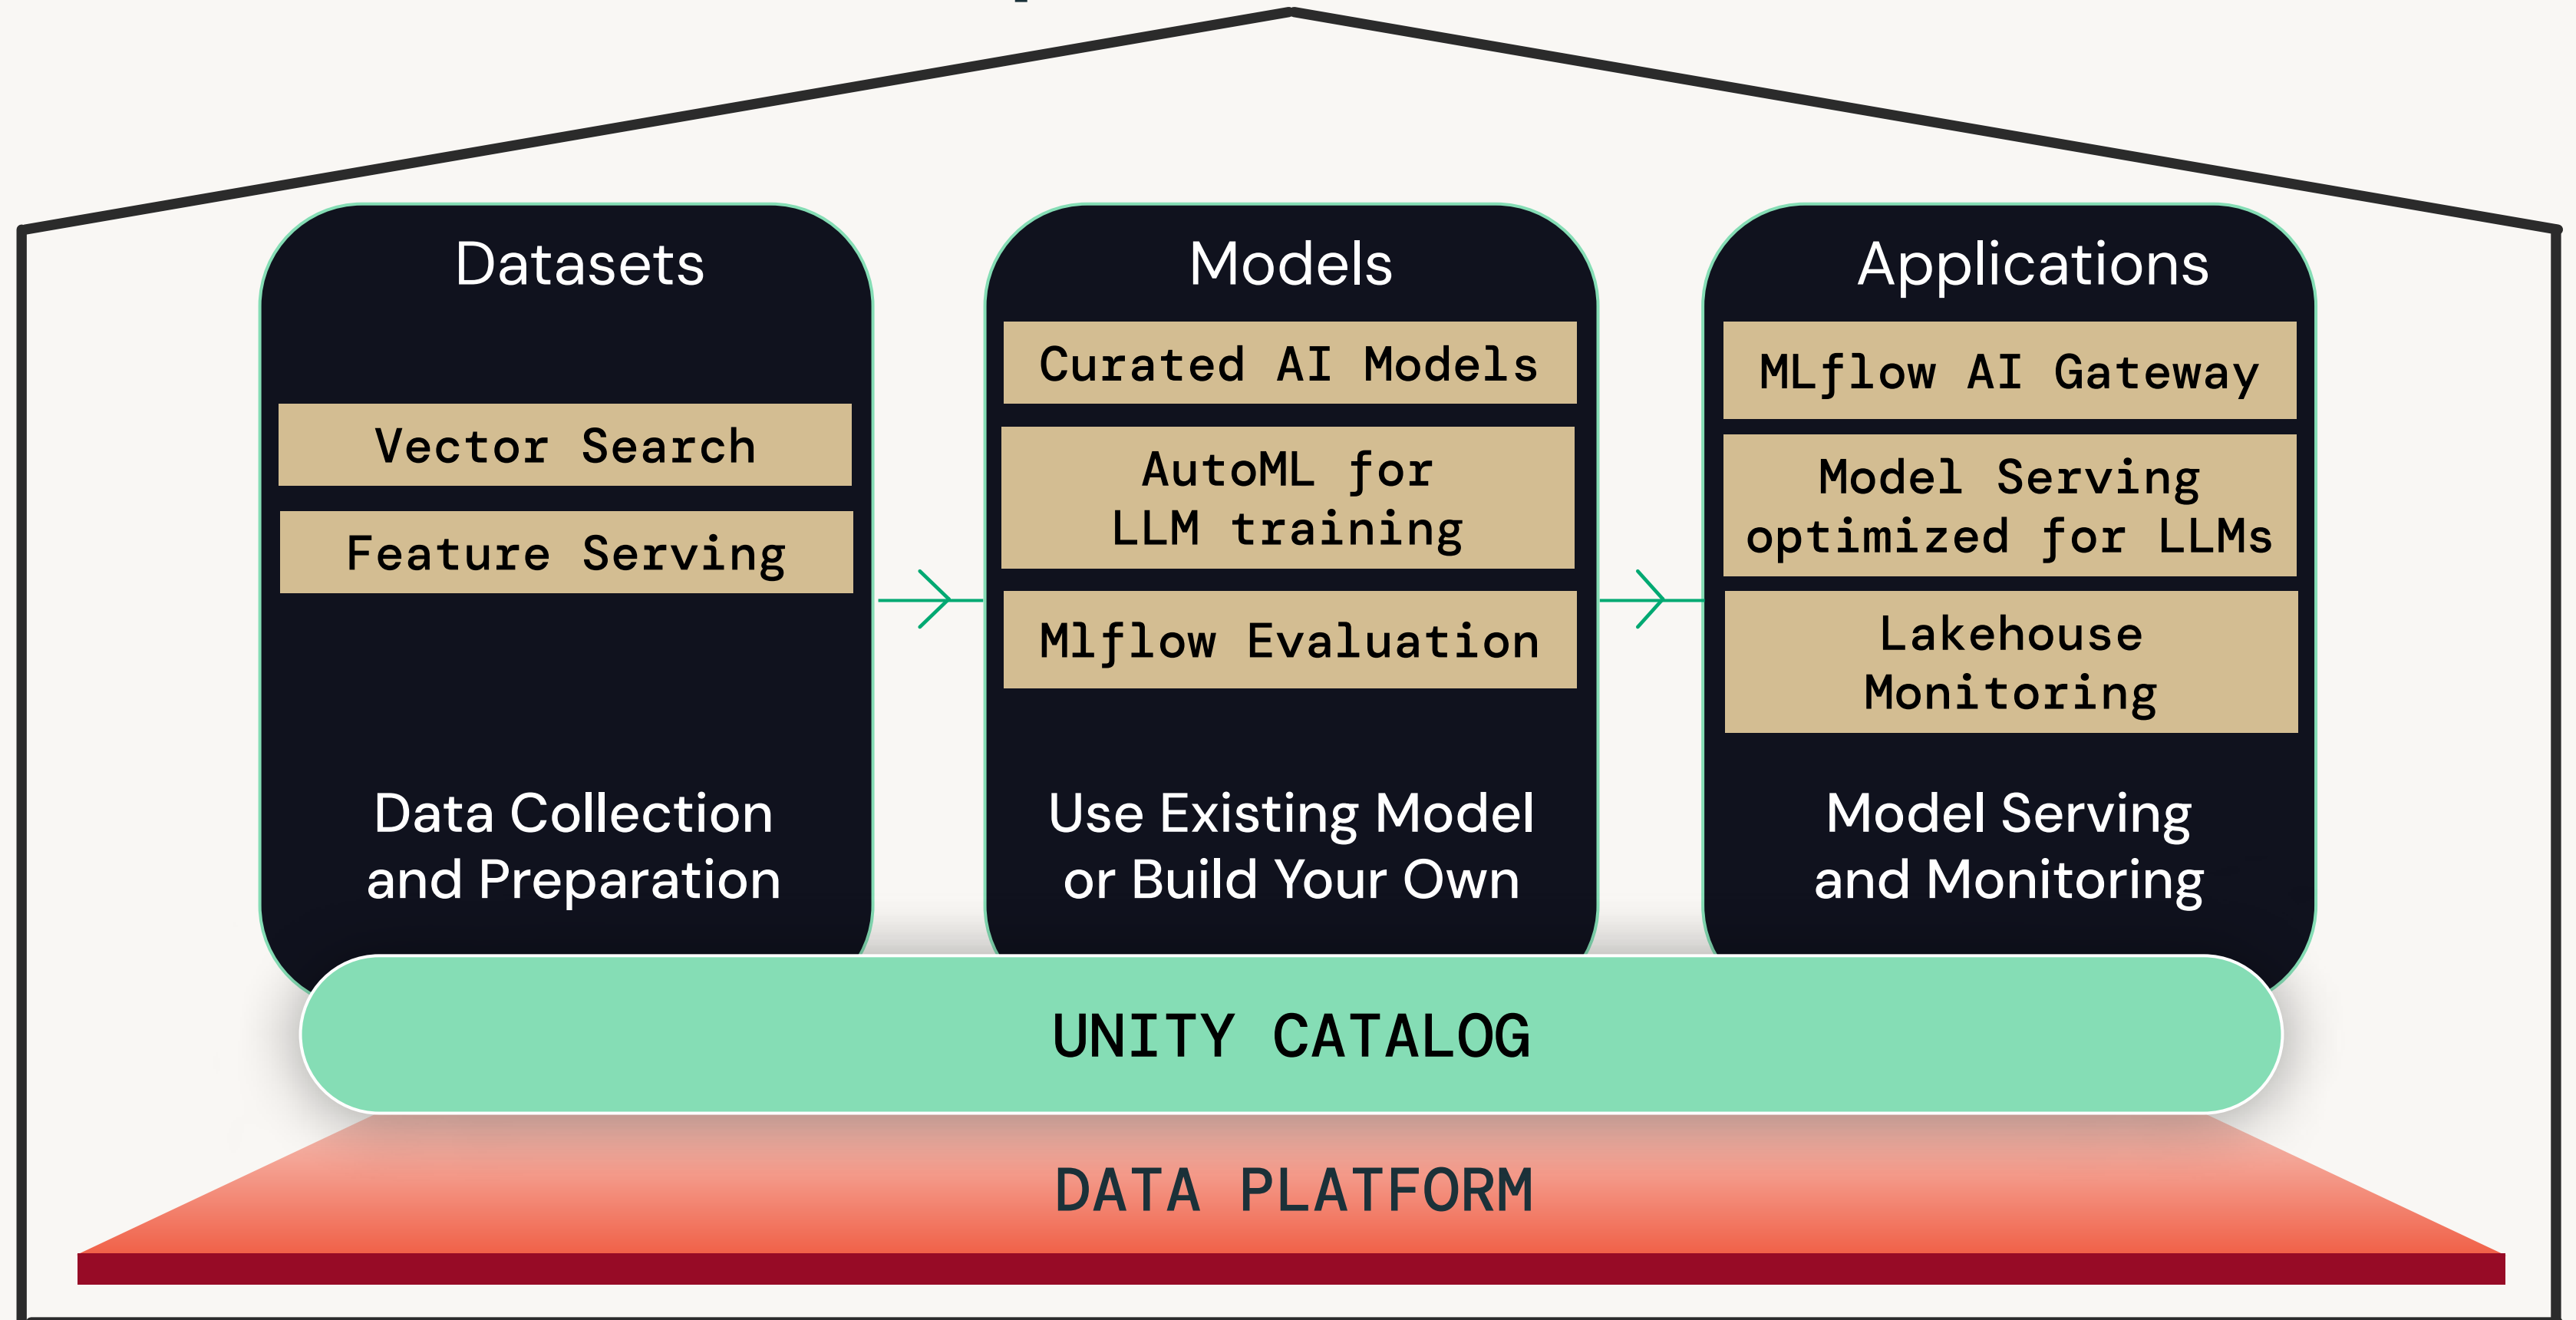 Datasets
Vector Search
Feature Serving
Data Collection
and Preparation
Models
Curated AI Models
AutoML for
LLM training
Mlflow Evaluation
Use Existing Model
or Build Your Own
Applications
MLflow AI Gateway
Model Serving
optimized for LLMs
Lakehouse
Monitoring
Model Serving
and Monitoring
UNITY CATALOG
DATA PLATFORM